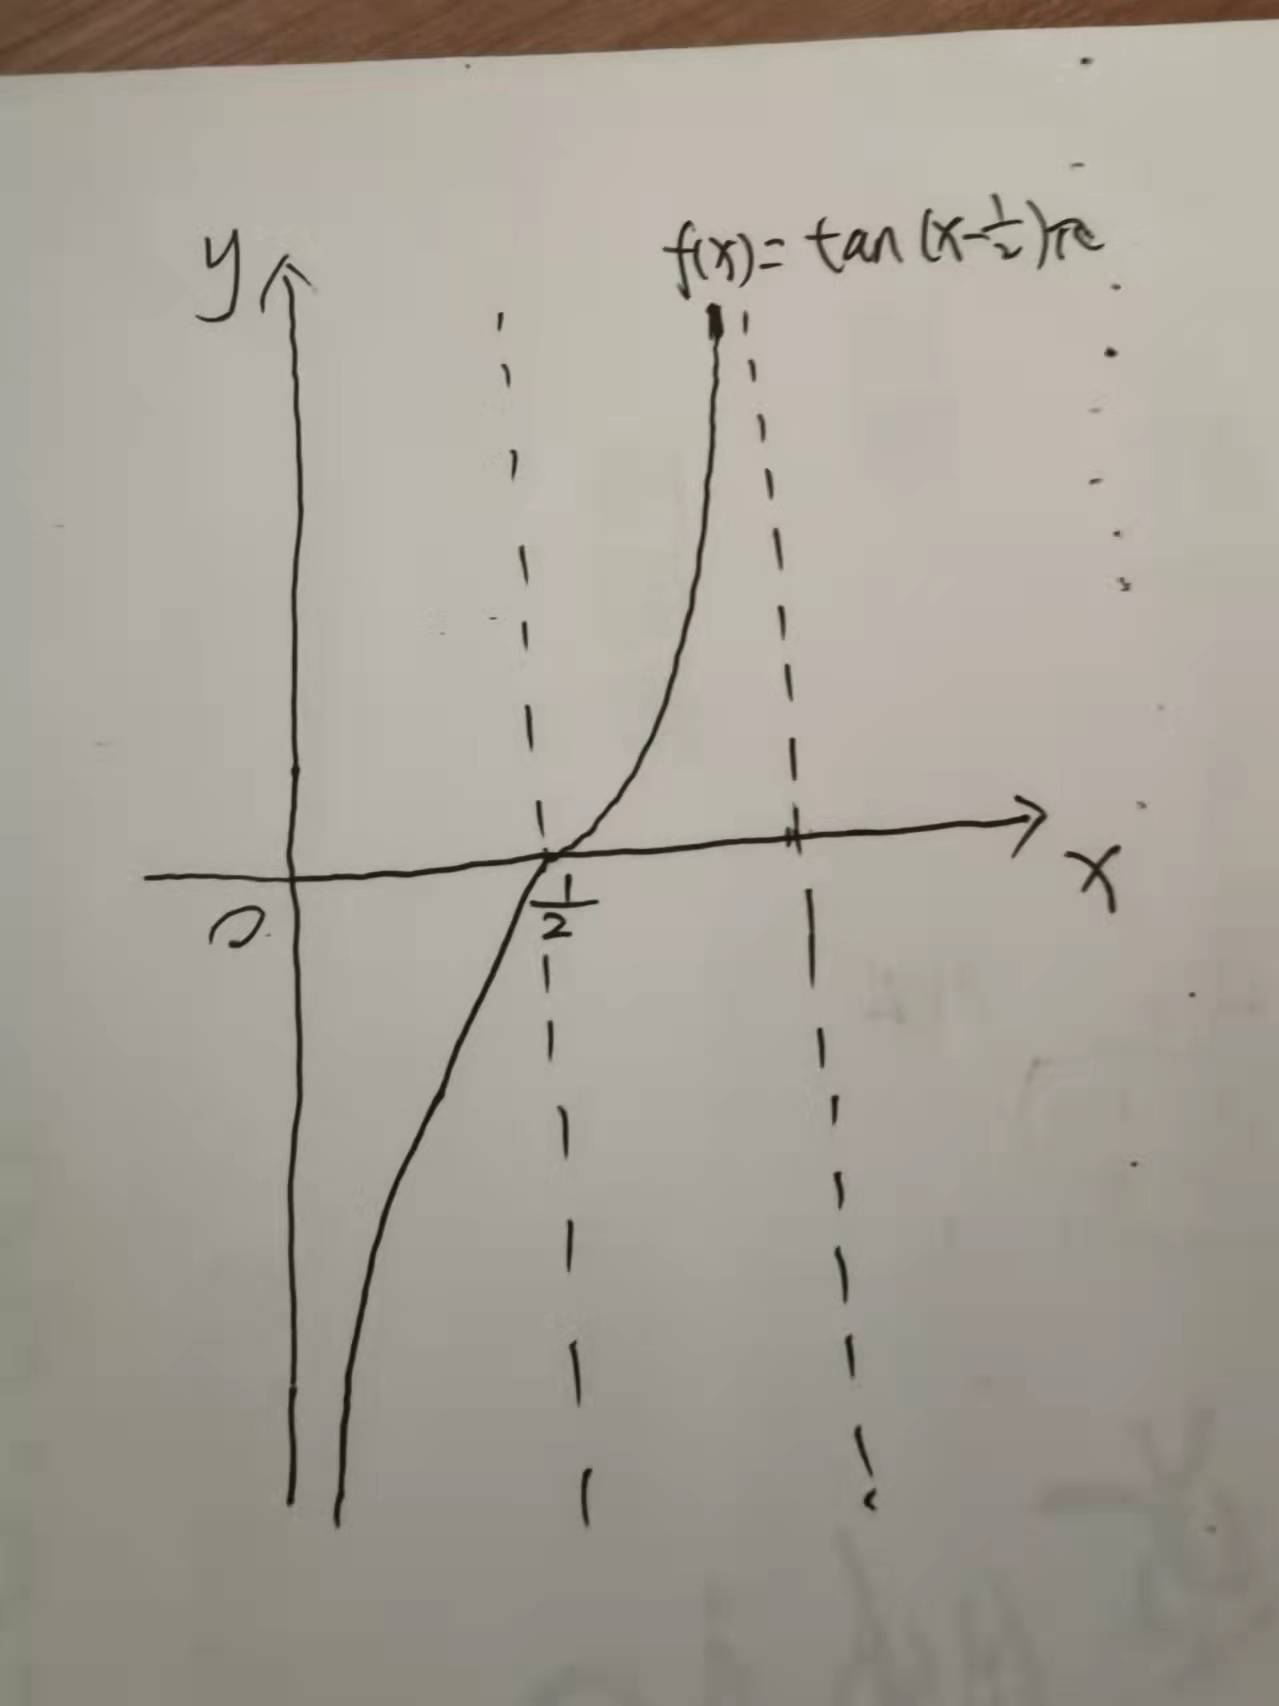 y
f(x) = tan (x-1/2)π
O
1/2
x